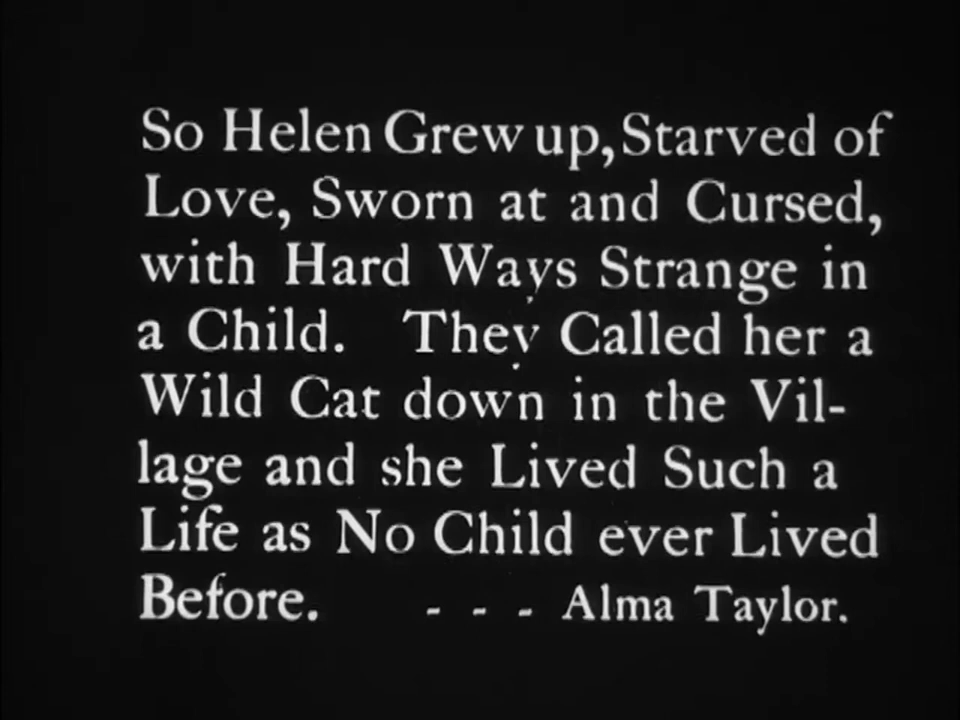 So Helen Grew up, Starved of
Love, Sworn at and Cursed,
with Hard Ways Strange in
a Child. They Called her a
Wild Cat down in the Vil-
lage and she Lived Such a
Life as No Child ever Lived
Before. - - - Alma Taylor.